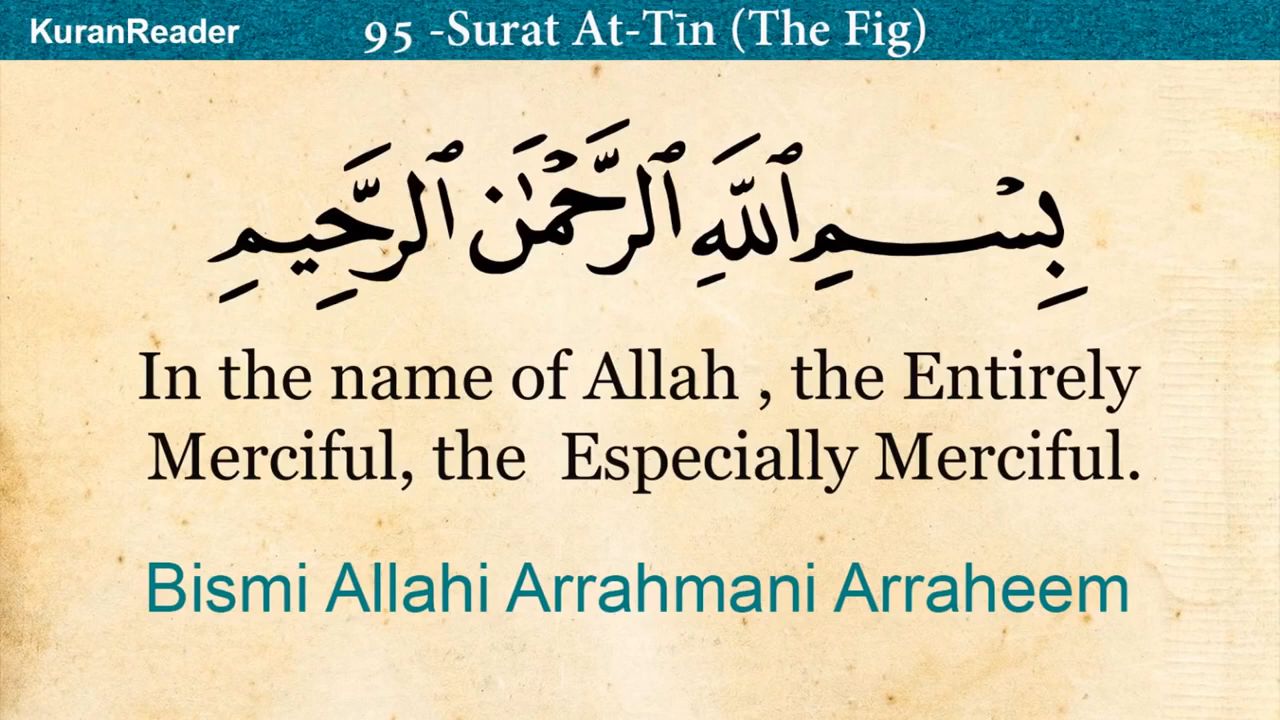 KuranReader
95 -Surat At-Tīn (The Fig)
بِسْمِ ٱللَّهِ ٱلرَّحْمَٰنَ ٱلرَّحِيمِ
In the name of Allah , the Entirely
Merciful, the  Especially Merciful.
Bismi Allahi Arrahmani Arraheem